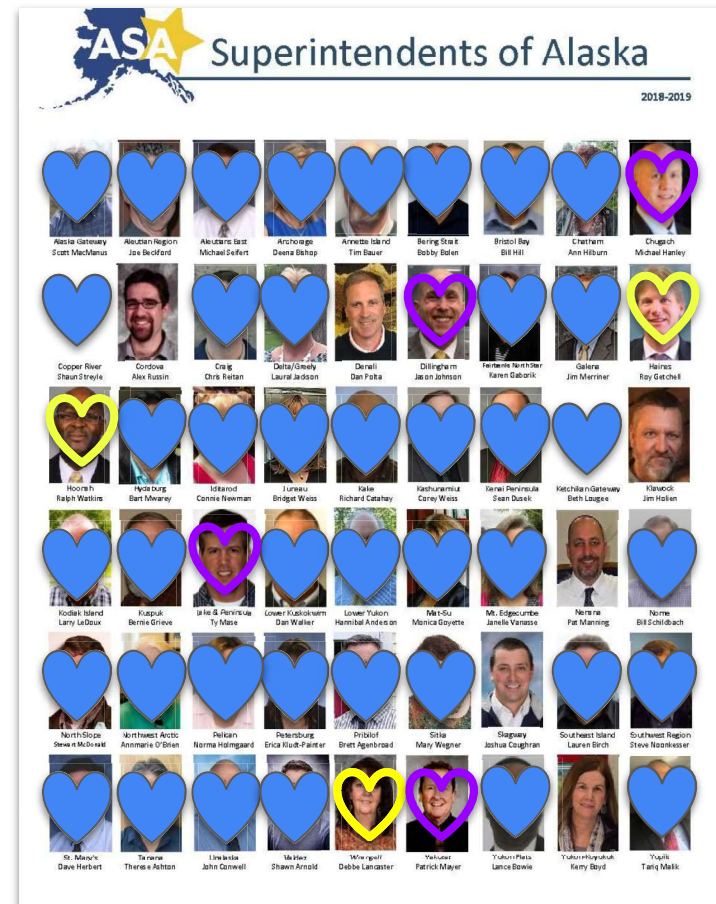 ASA
Superintendents of Alaska
2018-2019
Alaska Gateway
Scott MacManus
Aleutian Region
Joe Beckford
Aleutians East
Michael Seifert
Anchorage
Deena Bishop
Annette Island
Tim Bauer
Bering Strait
Bobby Bolen
Bristol Bay
Bill Hill
Chatham
Ann Hilburn
Chugach
Michael Hanley
Copper River
Shaun Streyle
Cordova
Alex Russin
Craig
Chris Reitan
Delta/Greely
Laural Jackson
Denali
Dan Polta
Dillingham
Jason Johnson
Fairbanks North Star
Karen Gaborik
Galena
Jim Merriner
Haines
Roy Getchell
Hoonah
Ralph Watkins
Hydaburg
Bart Mwarey
Iditarod
Connie Newman
Juneau
Bridget Weiss
Kake
Richard Catahay
Kashunamiut
Corey Weiss
Kenai Peninsula
Sean Dusek
Ketchikan Gateway
Beth Lougee
Klawock
Jim Holien
Kodiak Island
Larry LeDoux
Kuspuk
Bernie Grieve
Lake & Peninsula
Ty Mase
Lower Kuskokwim
Dan Walker
Lower Yukon
Hannibal Anderson
Mat-Su
Monica Goyette
Mt. Edgecumbe
Janelle Vanasse
Nenana
Pat Manning
Nome
Bill Schildbach
North Slope
Stewart McDonald
Northwest Arctic
Annmarie O'Brien
Pelican
Norma Holmgaard
Petersburg
Erica Kludt-Painter
Pribilof
Brett Agenbroad
Sitka
Mary Wegner
Skagway
Joshua Coughran
Southeast Island
Lauren Birch
Southwest Region
Steve Noonkesser
St. Mary's
Dave Herbert
Tanana
Therese Ashton
Unalaska
John Conwell
Valdez
Shawn Arnold
Wrangell
Debbe Lancaster
Yakutat
Patrick Mayer
Yukon Flats
Lance Bowie
Yukon-Koyukuk
Kerry Boyd
Yupiit
Tariq Malik